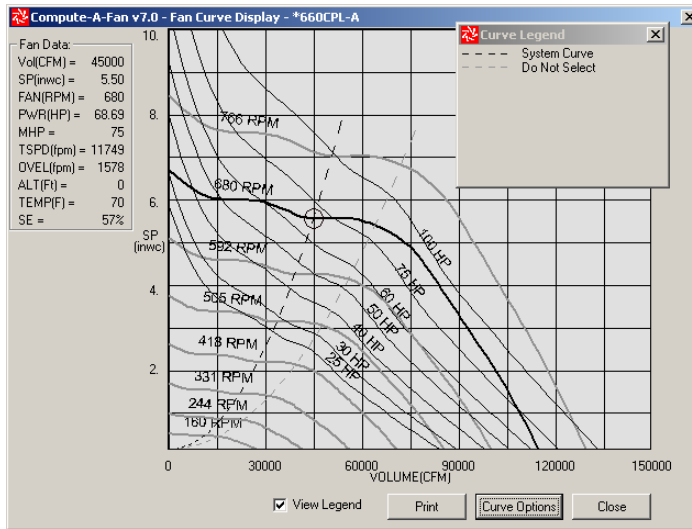 Compute-A-Fan v7.0 - Fan Curve Display - *660CPL-A
Fan Data:
Vol(CFM) = 45000
SP(inwc) = 5.50
FAN(RPM) = 680
PWR(HP) = 68.69
MHP = 75
TSPD(fpm) = 11749
OVEL(fpm) = 1578
ALT(Ft) = 0
TEMP(F) = 70
SE = 57%
Curve Legend
System Curve
Do Not Select
10.
8.
6.
SP
(inwc)
4.
2.
766 RPM
680 RPM
592 RPM
505 RPM
418 RPM
331 RPM
244 RPM
160 RPM
100 HP
75 HP
60 HP
50 HP
40 HP
30 HP
25 HP
0
30000
60000
90000
120000
150000
VOLUME(CFM)
View Legend
Print
Curve Options
Close